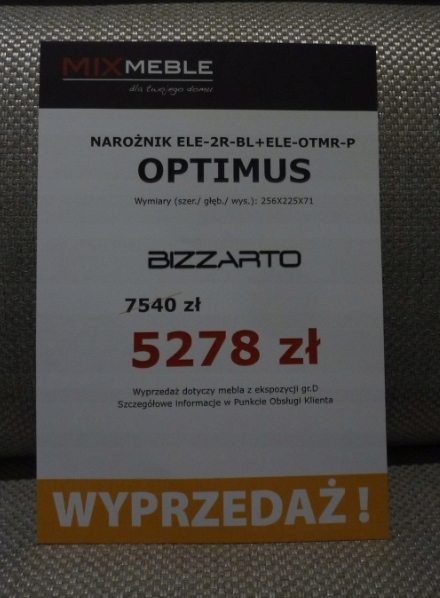 MIXMEBLE
dla twojego domu
NAROŻNIK ELE-2R-BL+ELE-OTMR-P
OPTIMUS
Wymiary (szer./ głęb./ wys.): 256X225X71
BIZZARTO
7540 zł
5278 zł
Wyprzedaż dotyczy mebla z ekspozycji gr.D
Szczegółowe informacje w Punkcie Obsługi Klienta
WYPRZEDAŻ!